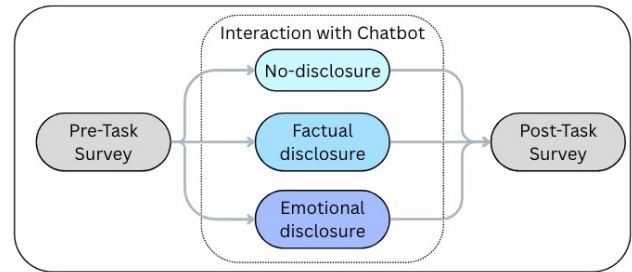 Interaction with Chatbot
No-disclosure
Pre-Task
Survey
Factual
disclosure
Post-Task
Survey
Emotional
disclosure